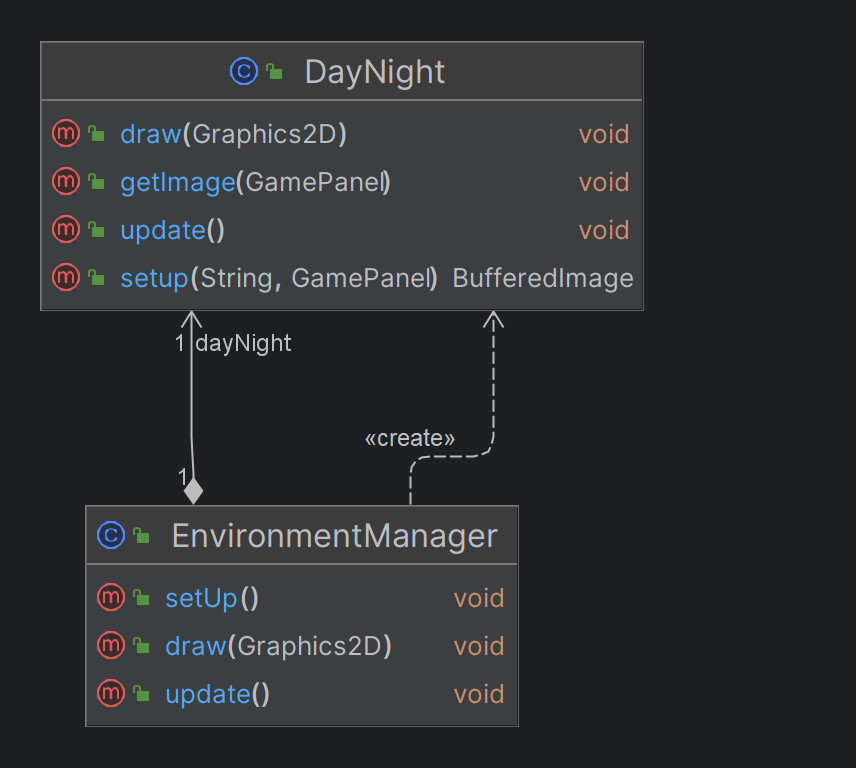 C DayNight
m draw(Graphics2D) void
m getImage(GamePanel) void
m update() void
m setup(String, GamePanel) BufferedImage
1 dayNight
«create»
1
C EnvironmentManager
m setUp() void
m draw(Graphics2D) void
m update() void